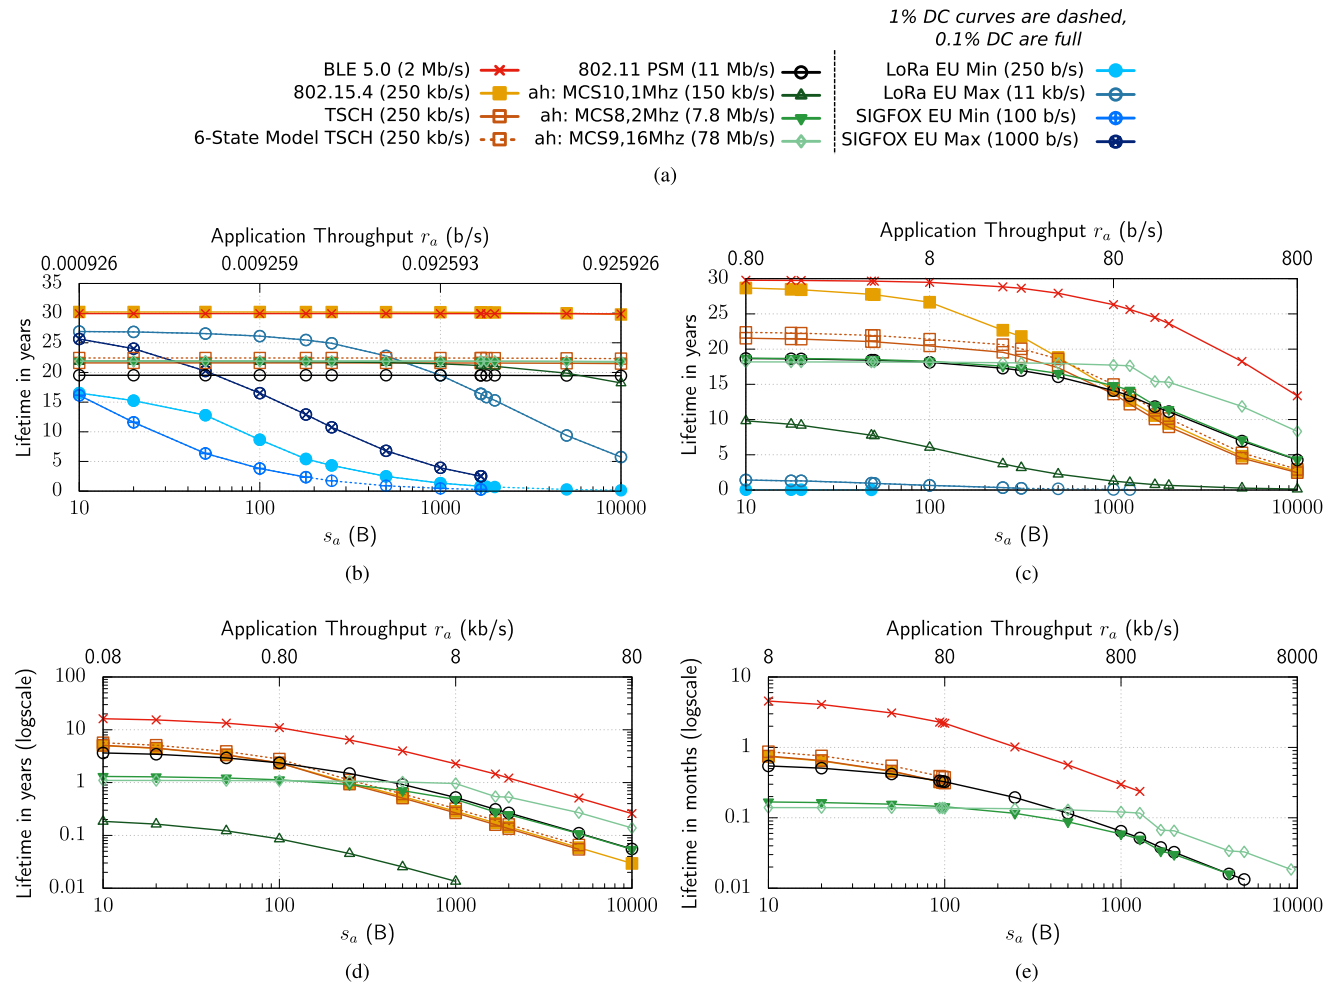 1% DC curves are dashed,
0.1% DC are full
BLE 5.0 (2 Mb/s)
802.15.4 (250 kb/s)
TSCH (250 kb/s)
6-State Model TSCH (250 kb/s)
802.11 PSM (11 Mb/s)
ah: MCS10,1Mhz (150 kb/s)
ah: MCS8,2Mhz (7.8 Mb/s)
ah: MCS9,16Mhz (78 Mb/s)
LoRa EU Min (250 b/s)
LoRa EU Max (11 kb/s)
SIGFOX EU Min (100 b/s)
SIGFOX EU Max (1000 b/s)
(a)
Application Throughput r_a (b/s)
0.000926 0.009259 0.092593 0.925926
Lifetime in years
35
30
25
20
15
10
5
0
10 100 1000 10000
s_a (B)
(b)
Application Throughput r_a (b/s)
0.80 8 80 800
Lifetime in years
30
25
20
15
10
5
0
10 100 1000 10000
s_a (B)
(c)
Application Throughput r_a (kb/s)
0.08 0.80 8 80
Lifetime in years (logscale)
100
10
1
0.1
0.01
10 100 1000 10000
s_a (B)
(d)
Application Throughput r_a (kb/s)
8 80 800 8000
Lifetime in months (logscale)
10
1
0.1
0.01
10 100 1000 10000
s_a (B)
(e)